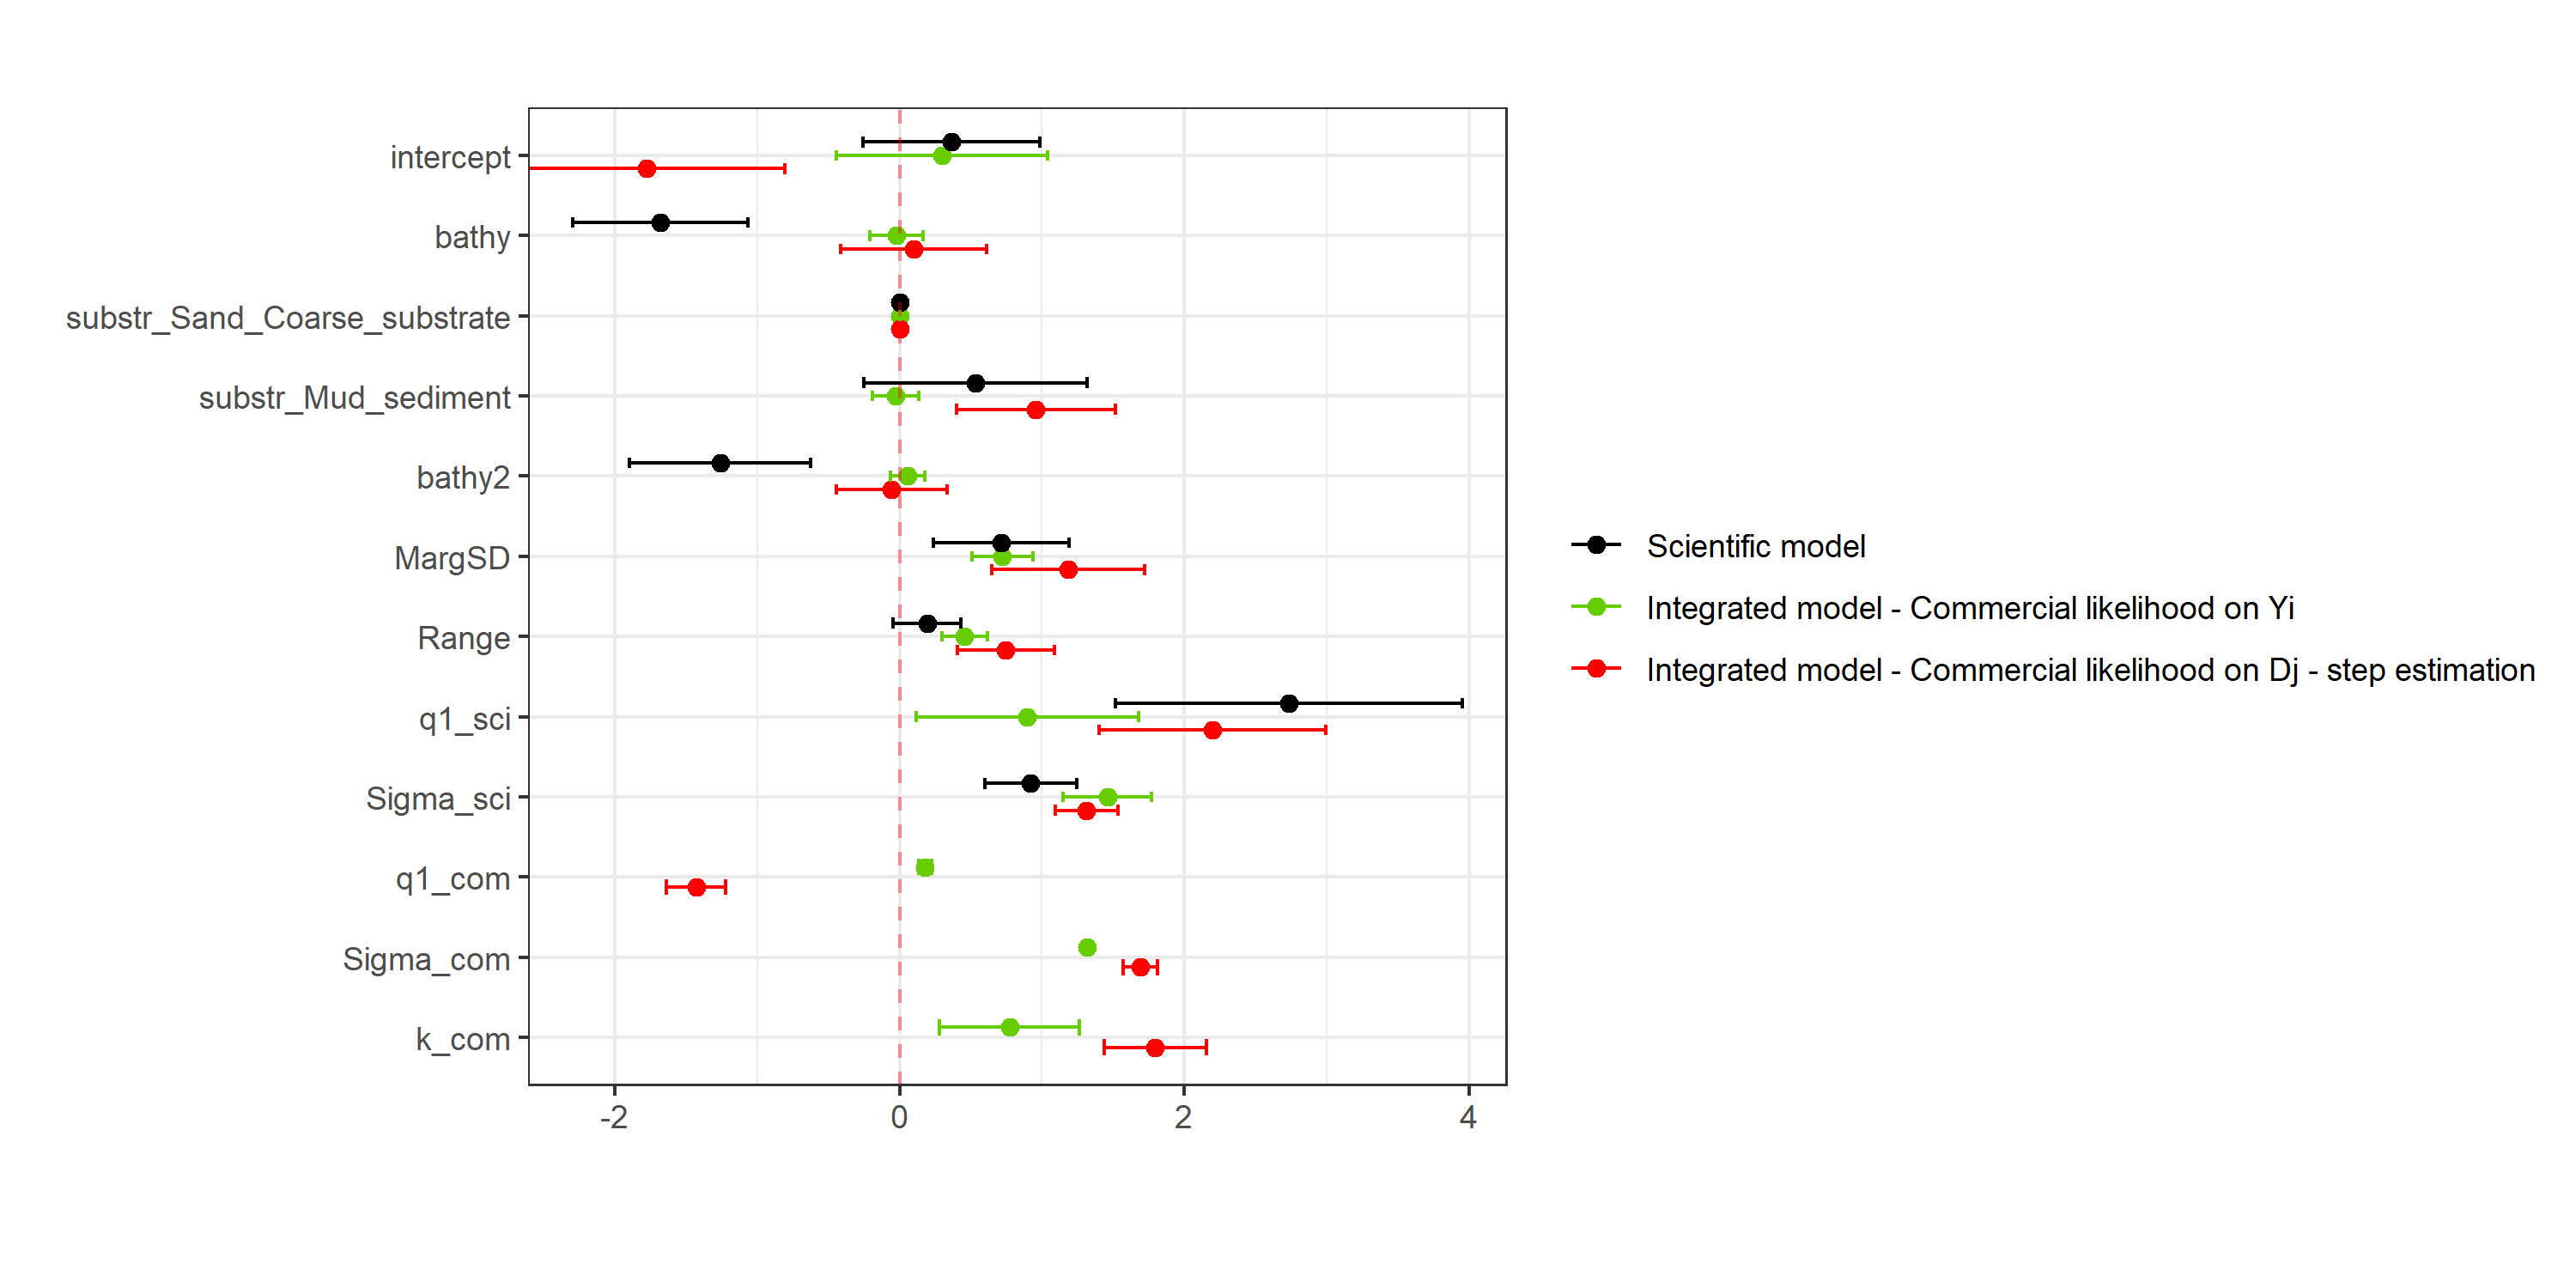 intercept
bathy
substr_Sand_Coarse_substrate
substr_Mud_sediment
bathy2
MargSD
Range
q1_sci
Sigma_sci
q1_com
Sigma_com
k_com
-2 0 2 4
Scientific model
Integrated model - Commercial likelihood on Yi
Integrated model - Commercial likelihood on Dj - step estimation